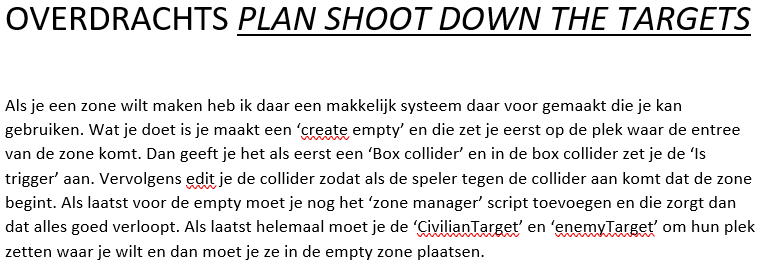 OVERDRACHTS PLAN SHOOT DOWN THE TARGETS
Als je een zone wilt maken heb ik daar een makkelijk systeem daar voor gemaakt die je kan
gebruiken. Wat je doet is je maakt een ‘create empty’ en die zet je eerst op de plek waar de entree
van de zone komt. Dan geeft je het als eerst een ‘Box collider’ en in de box collider zet je de ‘Is
trigger’ aan. Vervolgens edit je de collider zodat als de speler tegen de collider aan komt dat de zone
begint. Als laatst voor de empty moet je nog het ‘zone manager’ script toevoegen en die zorgt dan
dat alles goed verloopt. Als laatst helemaal moet je de ‘CivilianTarget’ en ‘enemyTarget’ om hun plek
zetten waar je wilt en dan moet je ze in de empty zone plaatsen.